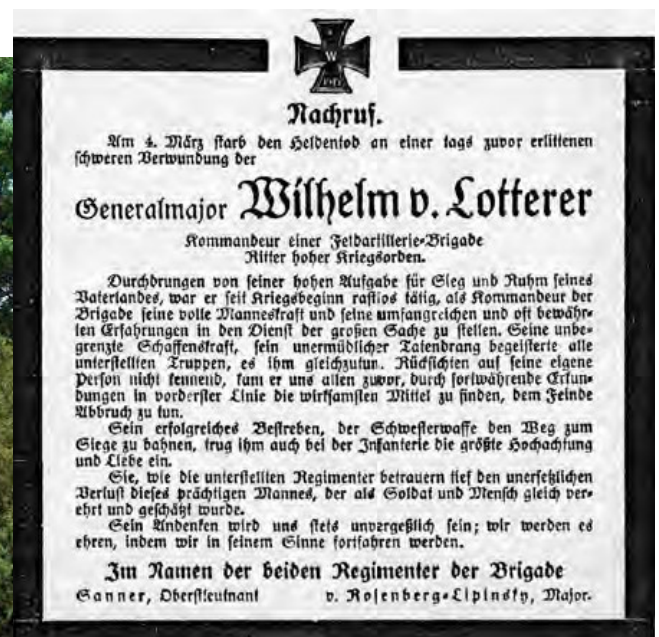 W
Nachruf.
Am 4. März starb den Heldentod an einer tags zuvor erlittenen
schweren Verwundung der
Generalmajor Wilhelm v. Lotterer
Kommandeur einer Feldartillerie-Brigade
Ritter hoher Kriegsorden.
Durchdrungen von seiner hohen Aufgabe für Sieg und Ruhm seines
Vaterlandes, war er seit Kriegsbeginn rastlos tätig, als Kommandeur der
Brigade seine volle Manneskraft und seine umfangreichen und oft bewähr-
ten Erfahrungen in den Dienst der großen Sache zu stellen. Seine unbe-
grenzte Schaffenskraft, sein unermüdlicher Tatendrang begeisterte alle
unterstellten Truppen, es ihm gleichzutun. Rücksichten auf seine eigene
Person nicht kennend, kam er uns allen zuvor, durch fortwährende Erkun-
dungen in vorderster Linie die wirksamsten Mittel zu finden, dem Feinde
Abbruch zu tun.
Sein erfolgreiches Bestreben, der Schwesterwaffe den Weg zum
Siege zu bahnen, trug ihm auch bei der Infanterie die größte Hochachtung
und Liebe ein.
Sie, wie die unterstellten Regimenter betrauern tief den unersetzlichen
Verlust dieses prächtigen Mannes, der als Soldat und Mensch gleich ver-
ehrt und geschätzt wurde.
Sein Andenken wird uns stets unvergeßlich sein; wir werden es
ehren, indem wir in seinem Sinne fortfahren werden.
Im Namen der beiden Regimenter der Brigade
Sanner, Oberstleutnant v. Rosenberg-Lipinsky, Major.